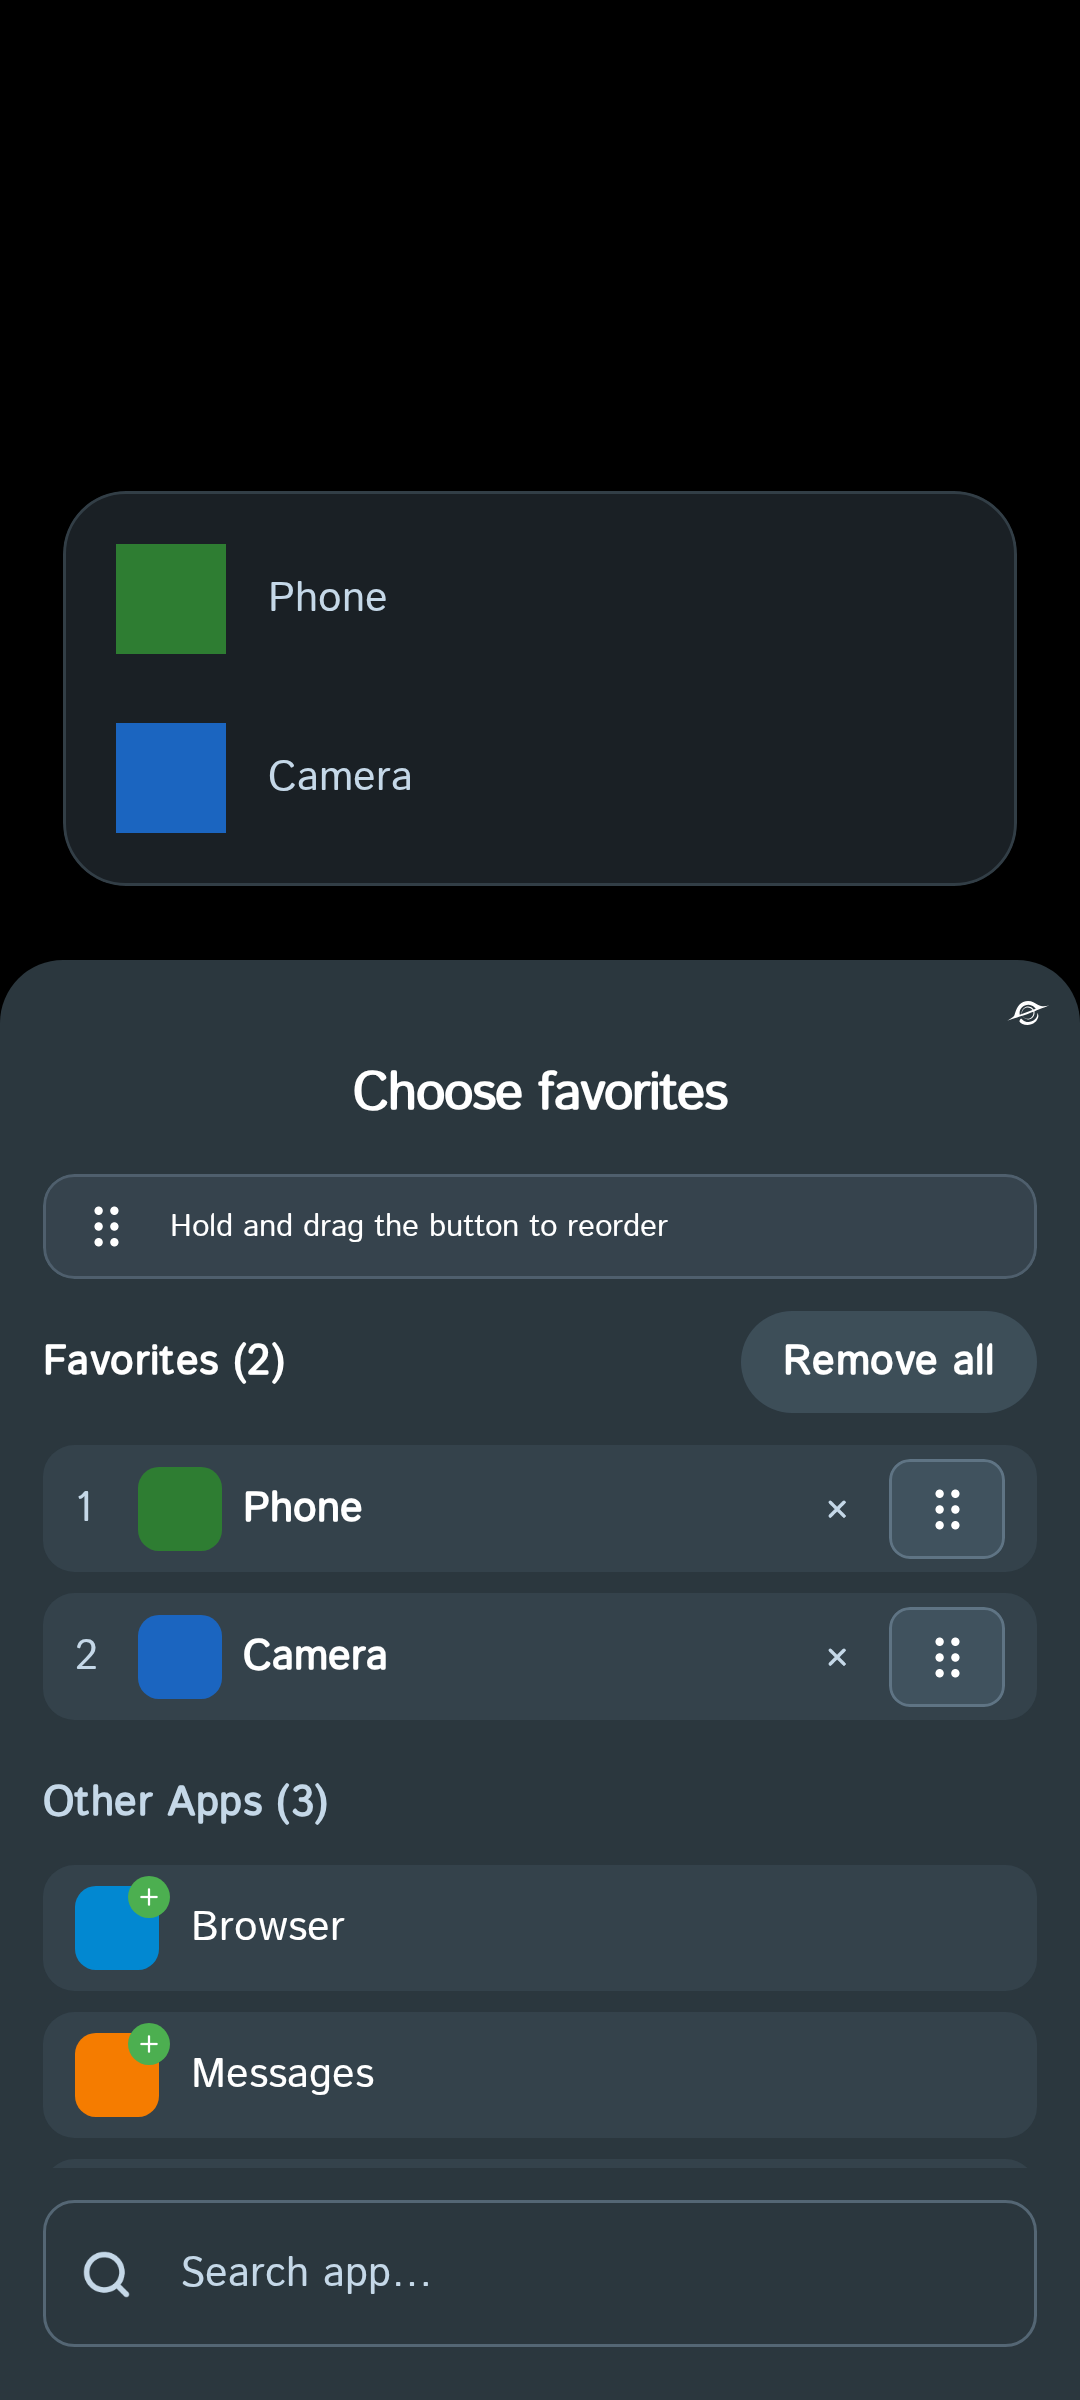 Phone
Camera
Choose favorites
Hold and drag the button to reorder
Favorites (2)
Remove all
1 Phone ×
2 Camera ×
Other Apps (3)
Browser
Messages
Search app...